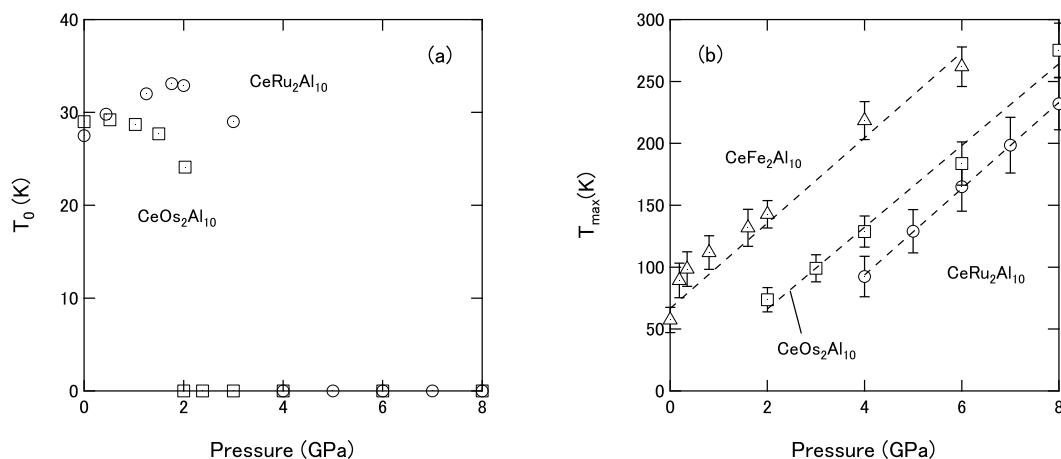 40
30
20
10
0
T₀ (K)
(a)
CeRu₂Al₁₀
CeOs₂Al₁₀
0
2
4
6
8
Pressure (GPa)
300
250
200
150
100
50
0
T_max(K)
(b)
CeFe₂Al₁₀
CeRu₂Al₁₀
CeOs₂Al₁₀
0
2
4
6
8
Pressure (GPa)